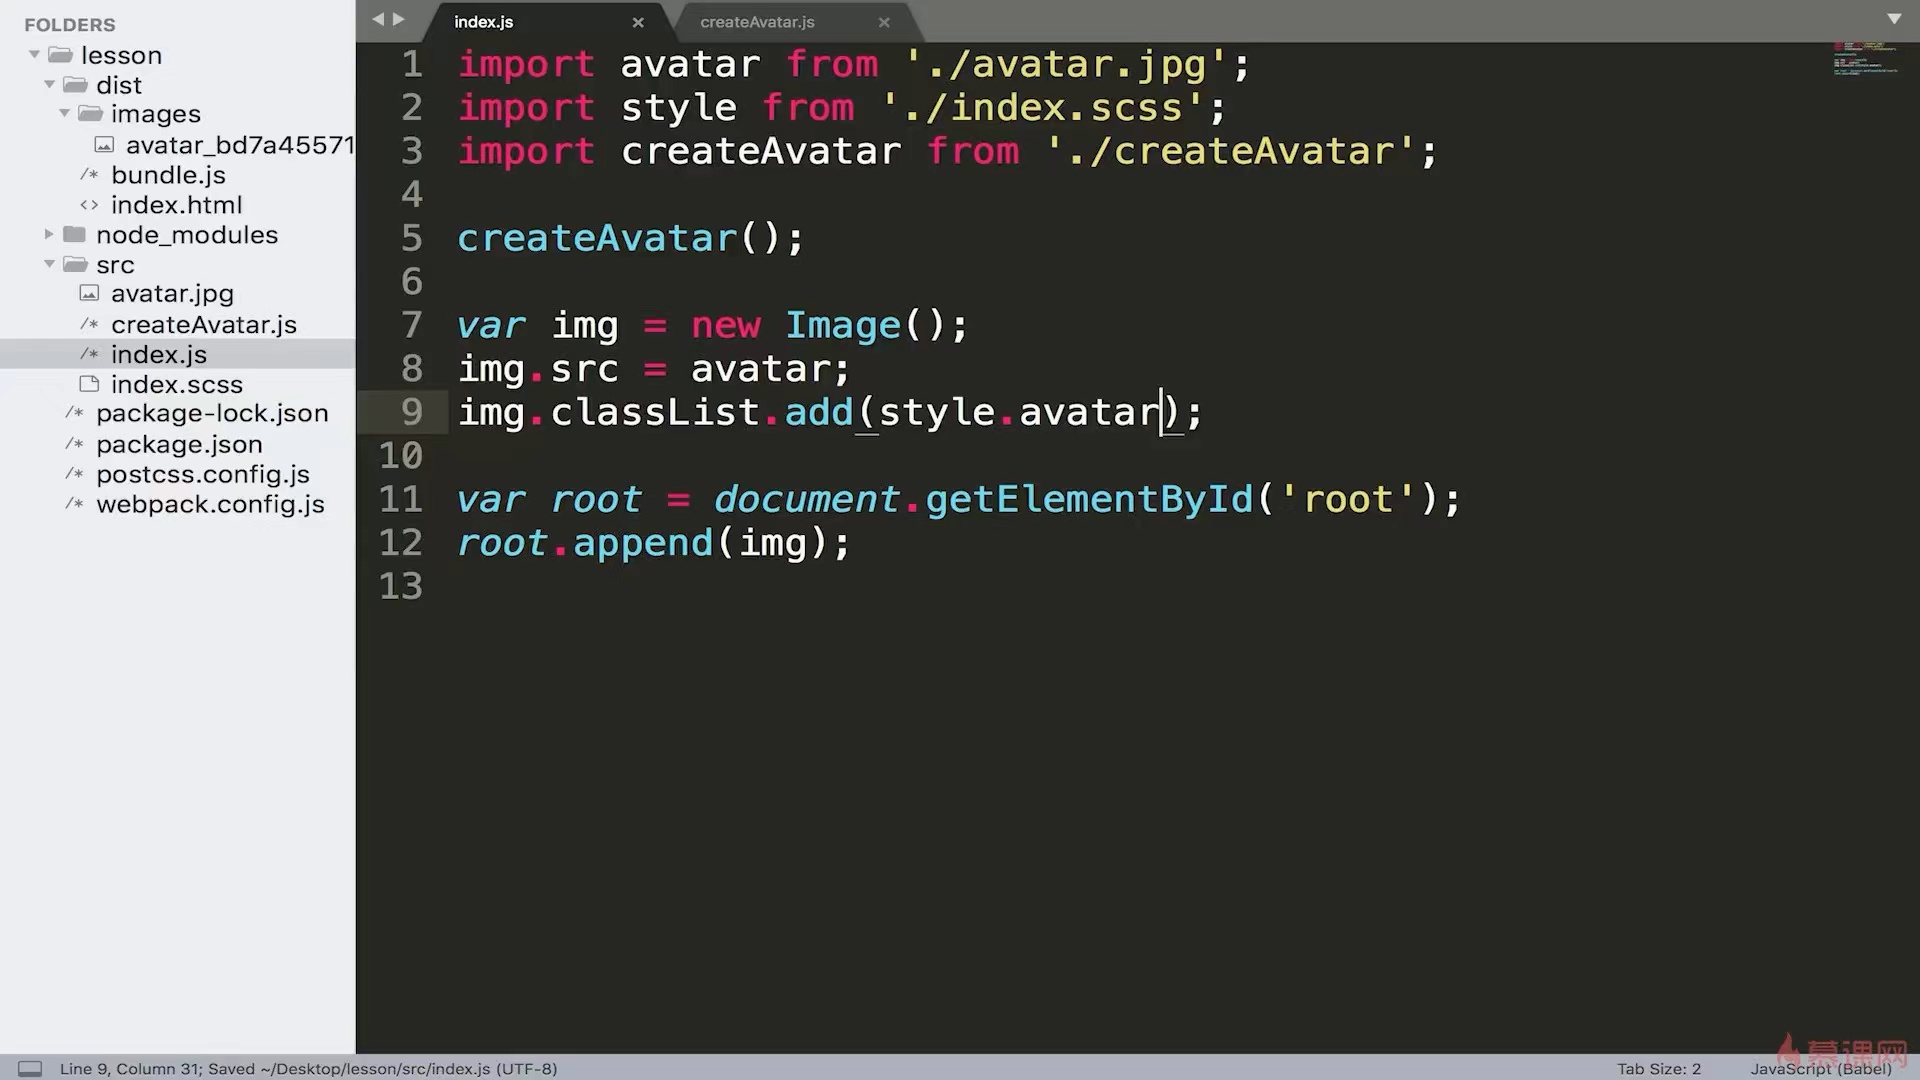 FOLDERS
lesson
dist
images
avatar_bd7a45571
/* bundle.js
<> index.html
node_modules
src
avatar.jpg
/* createAvatar.js
/* index.js
index.scss
/* package-lock.json
/* package.json
/* postcss.config.js
/* webpack.config.js
index.js ×
createAvatar.js ×
1 import avatar from './avatar.jpg';
2 import style from './index.scss';
3 import createAvatar from './createAvatar';
4
5 createAvatar();
6
7 var img = new Image();
8 img.src = avatar;
9 img.classList.add(style.avatar);
10
11 var root = document.getElementById('root');
12 root.append(img);
13
Line 9, Column 31; Saved ~/Desktop/lesson/src/index.js (UTF-8)
Tab Size: 2
JavaScript (Babel)
慕课网